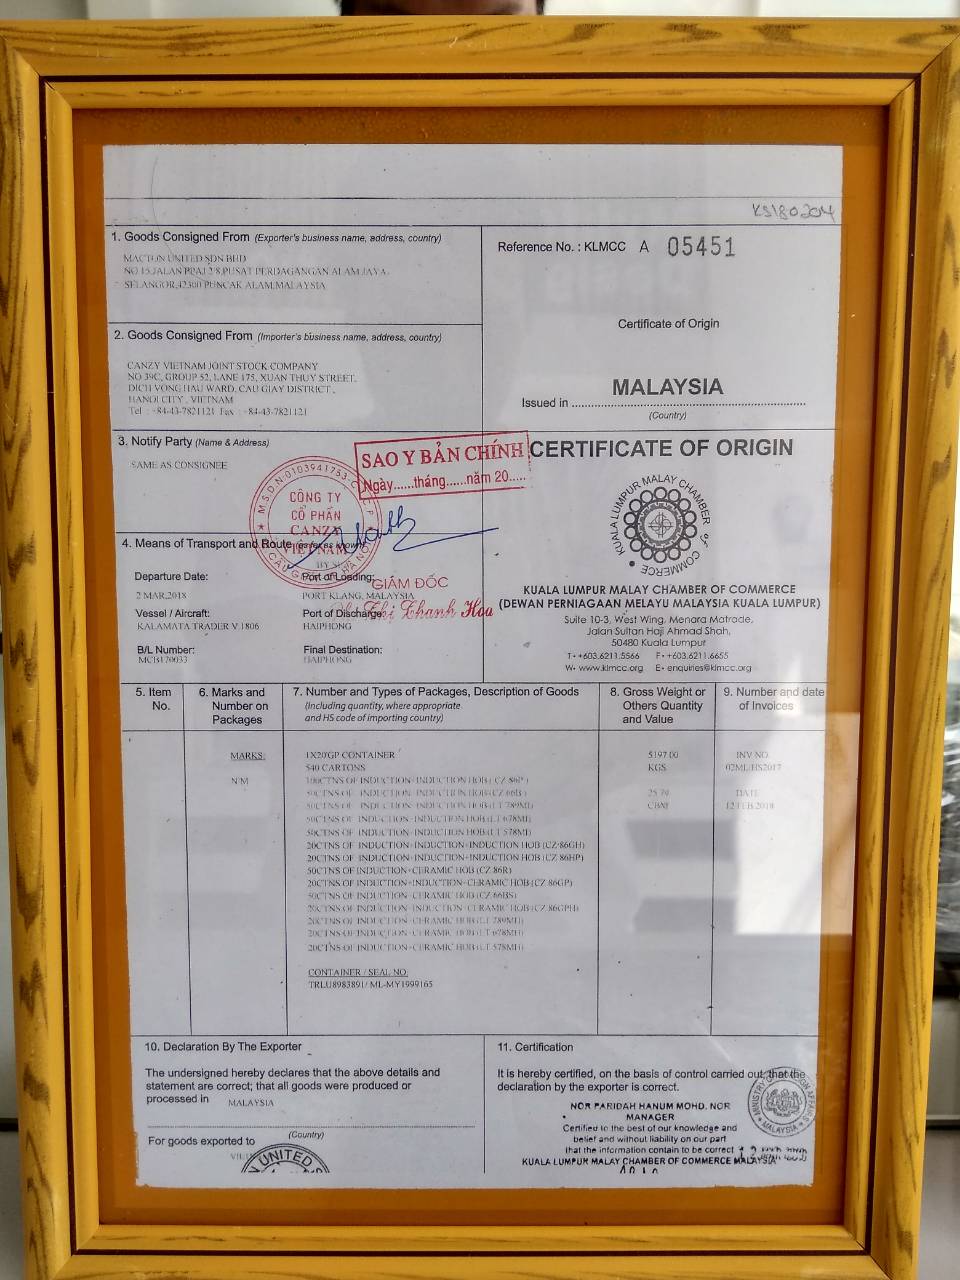 KS180204
1. Goods Consigned From (Exporter's business name, address, country)
MACTUN UNITED SDN BHD
NO 15,JALAN PPAJ 2/8,PUSAT PERDAGANGAN ALAM JAYA
SELANGOR,42300 PUNCAK ALAM,MALAYSIA
Reference No. : KLMCC A 05451
Certificate of Origin
MALAYSIA
Issued in
(Country)
2. Goods Consigned From (Importer's business name, address, country)
CANZY VIETNAM JOINT STOCK COMPANY
NO 39C, GROUP 52, LANE 175, XUAN THUY STREET,
DICH VONG HAU WARD, CAU GIAY DISTRICT,
HANOI CITY , VIETNAM
Tel : +84-43-7821121 Fax : +84-43-7821121
3. Notify Party (Name & Address)
SAME AS CONSIGNEE
SAO Y BẢN CHÍNH
Ngày......tháng......năm 20.....
M.S.D.N:0103941753-C
CÔNG TY
CỔ PHẦN
CANZY
VIỆT NAM
GIÁM ĐỐC
Thị Thanh Hoa
CERTIFICATE OF ORIGIN
KUALA LUMPUR MALAY CHAMBER of COMMERCE
KUALA LUMPUR MALAY CHAMBER OF COMMERCE
(DEWAN PERNIAGAAN MELAYU MALAYSIA KUALA LUMPUR)
Suite 10-3, West Wing, Menara Matrade,
Jalan Sultan Haji Ahmad Shah,
50480 Kuala Lumpur
T• +603.6211.5566 F• +603.6211.6655
W• www.klmcc.org E• enquiries@klmcc.org
4. Means of Transport and Route (as far as known)
BY SEA
Departure Date:
2 MAR,2018
Port of Loading:
PORT KLANG, MALAYSIA
Vessel / Aircraft:
KALAMATA TRADER V.1806
Port of Discharge:
HAIPHONG
B/L Number:
MCB170033
Final Destination:
HAIPHONG
5. Item No.
6. Marks and Number on Packages
7. Number and Types of Packages, Description of Goods
(Including quantity, where appropriate
and HS code of importing country)
8. Gross Weight or Others Quantity and Value
9. Number and date of Invoices
MARKS:
N/M
1X20'GP CONTAINER
540 CARTONS
100CTNS OF INDUCTION+INDUCTION HOB ( CZ 86P)
50CTNS OF INDUCTION+INDUCTION HOB (CZ 66B)
50CTNS OF INDUCTION+INDUCTION HOB (LT 789MI)
50CTNS OF INDUCTION+INDUCTION HOB (LT 678MI)
50CTNS OF INDUCTION+INDUCTION HOB (LT 578MI)
20CTNS OF INDUCTION+INDUCTION+INDUCTION HOB (CZ 86GH)
20CTNS OF INDUCTION+INDUCTION+INDUCTION HOB (CZ 86HP)
50CTNS OF INDUCTION+CERAMIC HOB (CZ 86R)
20CTNS OF INDUCTION+INDUCTION+CERAMIC HOB (CZ 86GP)
50CTNS OF INDUCTION+CERAMIC HOB (CZ 66BS)
20CTNS OF INDUCTION+INDUCTION+CERAMIC HOB (CZ 86GPH)
20CTNS OF INDUCTION+CERAMIC HOB (LT 789MH)
20CTNS OF INDUCTION+CERAMIC HOB (LT 678MH)
20CTNS OF INDUCTION+CERAMIC HOB (LT 578MH)
CONTAINER / SEAL NO.
TRLU8983891/ ML-MY1999165
5197.00
KGS
25.70
CBM
INV NO.
02ML/HS2017
DATE
12 FEB,2018
10. Declaration By The Exporter
The undersigned hereby declares that the above details and
statement are correct; that all goods were produced or
processed in MALAYSIA
(Country)
For goods exported to
UNITED
11. Certification
It is hereby certified, on the basis of control carried out, that the
declaration by the exporter is correct.
NOR FARIDAH HANUM MOHD. NOR
MANAGER
Certified to the best of our knowledge and
belief and without liability on our part
that the information contain to be correct
KUALA LUMPUR MALAY CHAMBER OF COMMERCE MALAYSIA
MINISTRY OF FOREIGN AFFAIRS
MALAYSIA